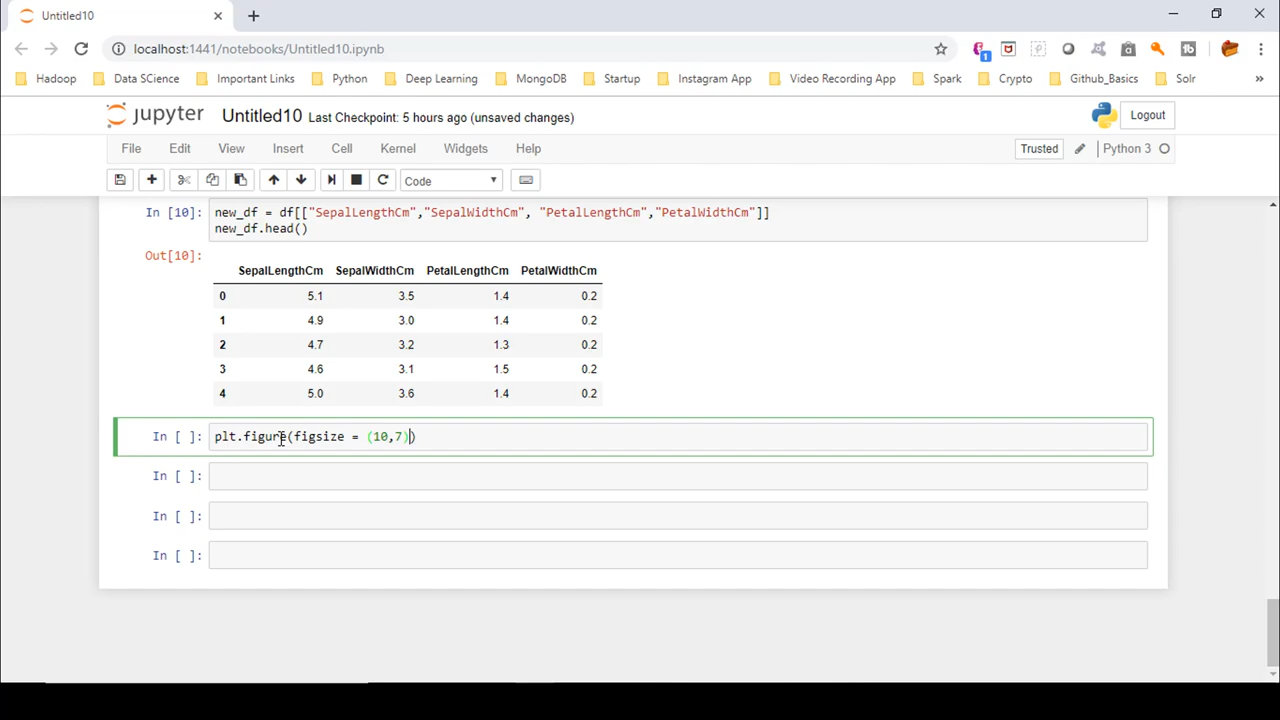 Untitled10
localhost:1441/notebooks/Untitled10.ipynb
Hadoop Data SCience Important Links Python Deep Learning MongoDB Startup Instagram App Video Recording App Spark Crypto Github_Basics Solr »
jupyter Untitled10 Last Checkpoint: 5 hours ago (unsaved changes) Logout
File Edit View Insert Cell Kernel Widgets Help Trusted Python 3
Code
In [10]: new_df = df[["SepalLengthCm","SepalWidthCm", "PetalLengthCm","PetalWidthCm"]]
new_df.head()
Out[10]:
SepalLengthCm SepalWidthCm PetalLengthCm PetalWidthCm
0 5.1 3.5 1.4 0.2
1 4.9 3.0 1.4 0.2
2 4.7 3.2 1.3 0.2
3 4.6 3.1 1.5 0.2
4 5.0 3.6 1.4 0.2
In [ ]: plt.figure(figsize = (10,7))
In [ ]:
In [ ]:
In [ ]: